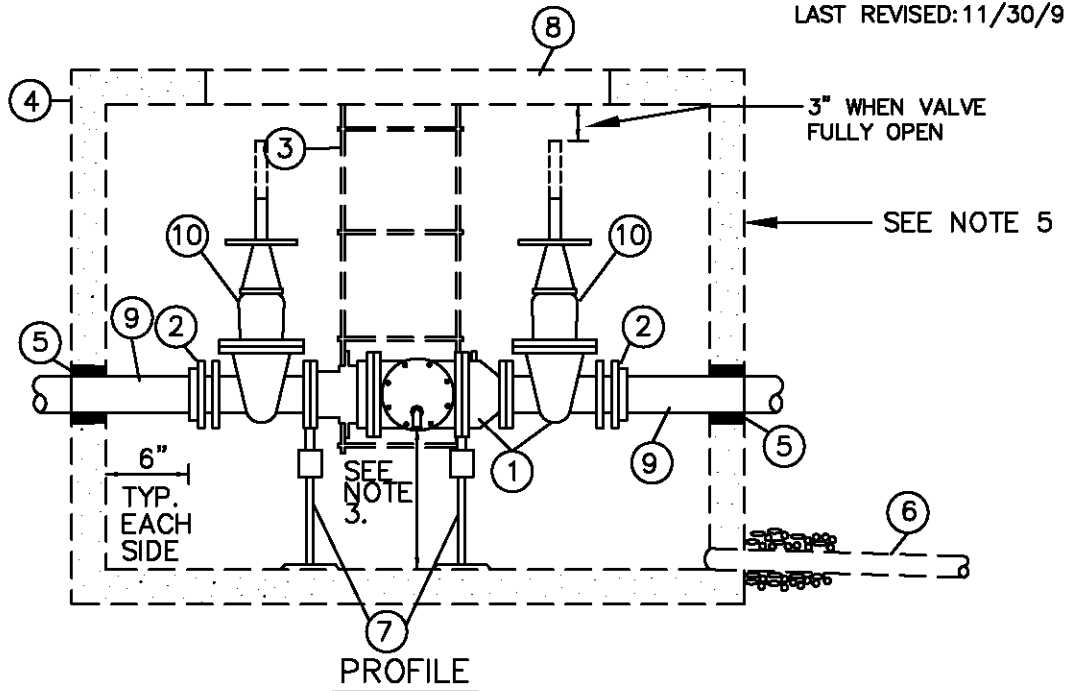 LAST REVISED: 11/30/9
8
4
3" WHEN VALVE
FULLY OPEN
3
SEE NOTE 5
10
10
9
2
2
5
6"
TYP.
EACH
SIDE
SEE
NOTE
3.
1
9
5
6
7
PROFILE